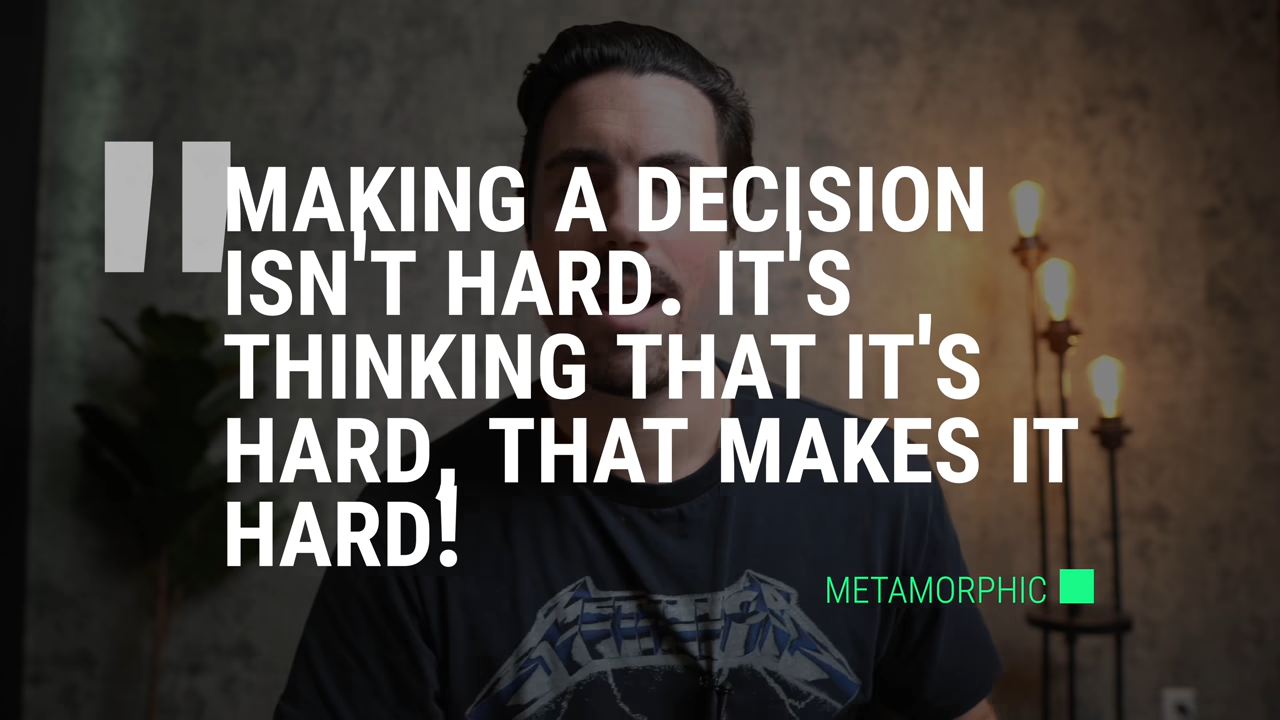 "MAKING A DECISION
ISN'T HARD. IT'S
THINKING THAT IT'S
HARD, THAT MAKES IT
HARD!
METAMORPHIC